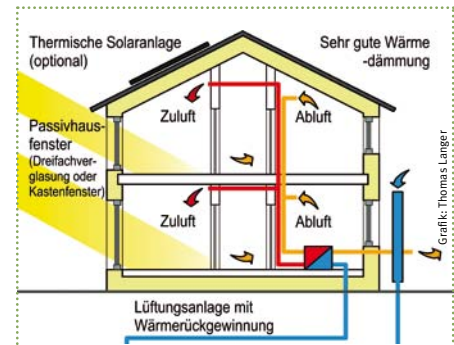 Thermische Solaranlage
(optional)
Sehr gute Wärme
-dämmung
Zuluft
Abluft
Passivhaus-
fenster
(Dreifachver-
glasung oder
Kastenfenster)
Zuluft
Abluft
Grafik: Thomas Langer
Lüftungsanlage mit
Wärmerückgewinnung